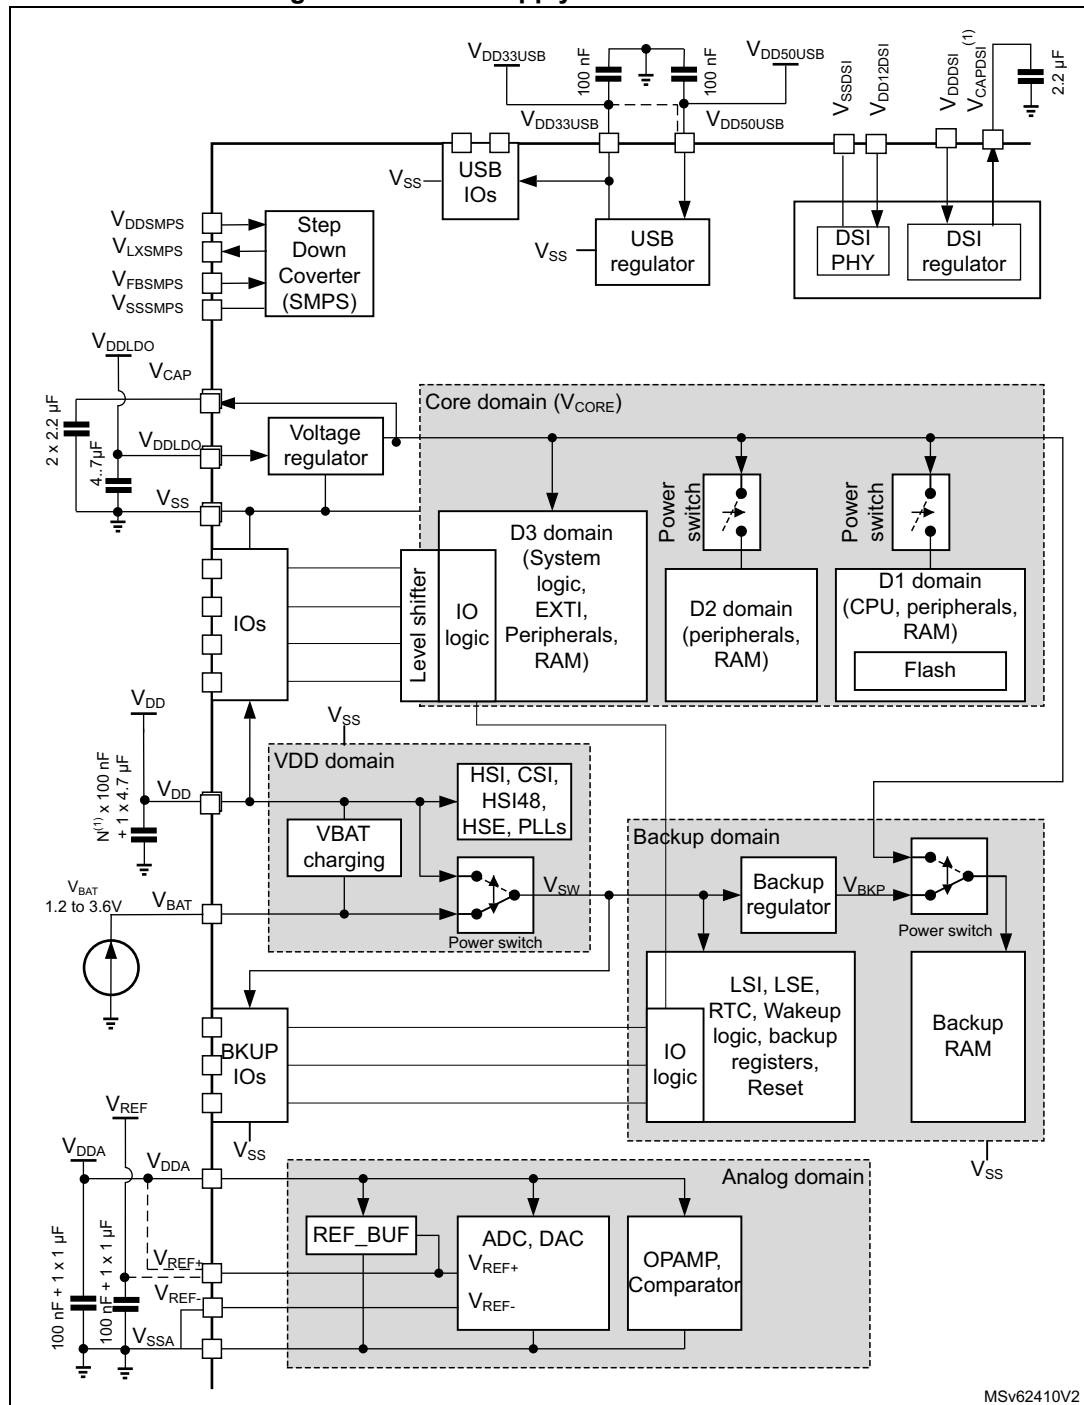 VDD33USB
100 nF
100 nF
VDD50USB
VSSDSI
VDD12DSI
VDDDSI
VCAPDSI(1)
2.2 µF
VDD33USB
VDD50USB
VSS
USB
IOs
VSS
USB
regulator
DSI
PHY
DSI
regulator
VDDSMPS
VLXSMPS
VFBSMPS
VSSSMPS
Step
Down
Coverter
(SMPS)
VDDLDO
VCAP
2 x 2.2 µF
4..7µF
VDDLDO
VSS
Voltage
regulator
Core domain (VCORE)
Power
switch
Power
switch
D3 domain
(System
logic,
EXTI,
Peripherals,
RAM)
D2 domain
(peripherals,
RAM)
D1 domain
(CPU, peripherals,
RAM)
Flash
IOs
Level shifter
IO
logic
VDD
N(1) x 100 nF
+ 1 x 4.7 µF
VDD
VSS
VDD domain
HSI, CSI,
HSI48,
HSE, PLLs
VBAT
charging
VBAT
1.2 to 3.6V
VBAT
Power switch
VSW
Backup domain
Backup
regulator
VBKP
Power switch
LSI, LSE,
RTC, Wakeup
logic, backup
registers,
Reset
IO
logic
Backup
RAM
BKUP
IOs
VSS
VSS
VREF
VDDA
VDDA
100 nF + 1 x 1 µF
100 nF + 1 x 1 µF
VREF+
VREF-
VSSA
Analog domain
REF_BUF
ADC, DAC
VREF+
VREF-
OPAMP,
Comparator
MSv62410V2